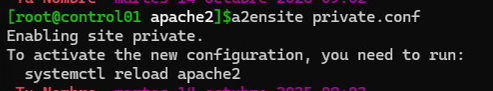 [root@control01 apache2]$a2ensite private.conf
Enabling site private.
To activate the new configuration, you need to run:
  systemctl reload apache2